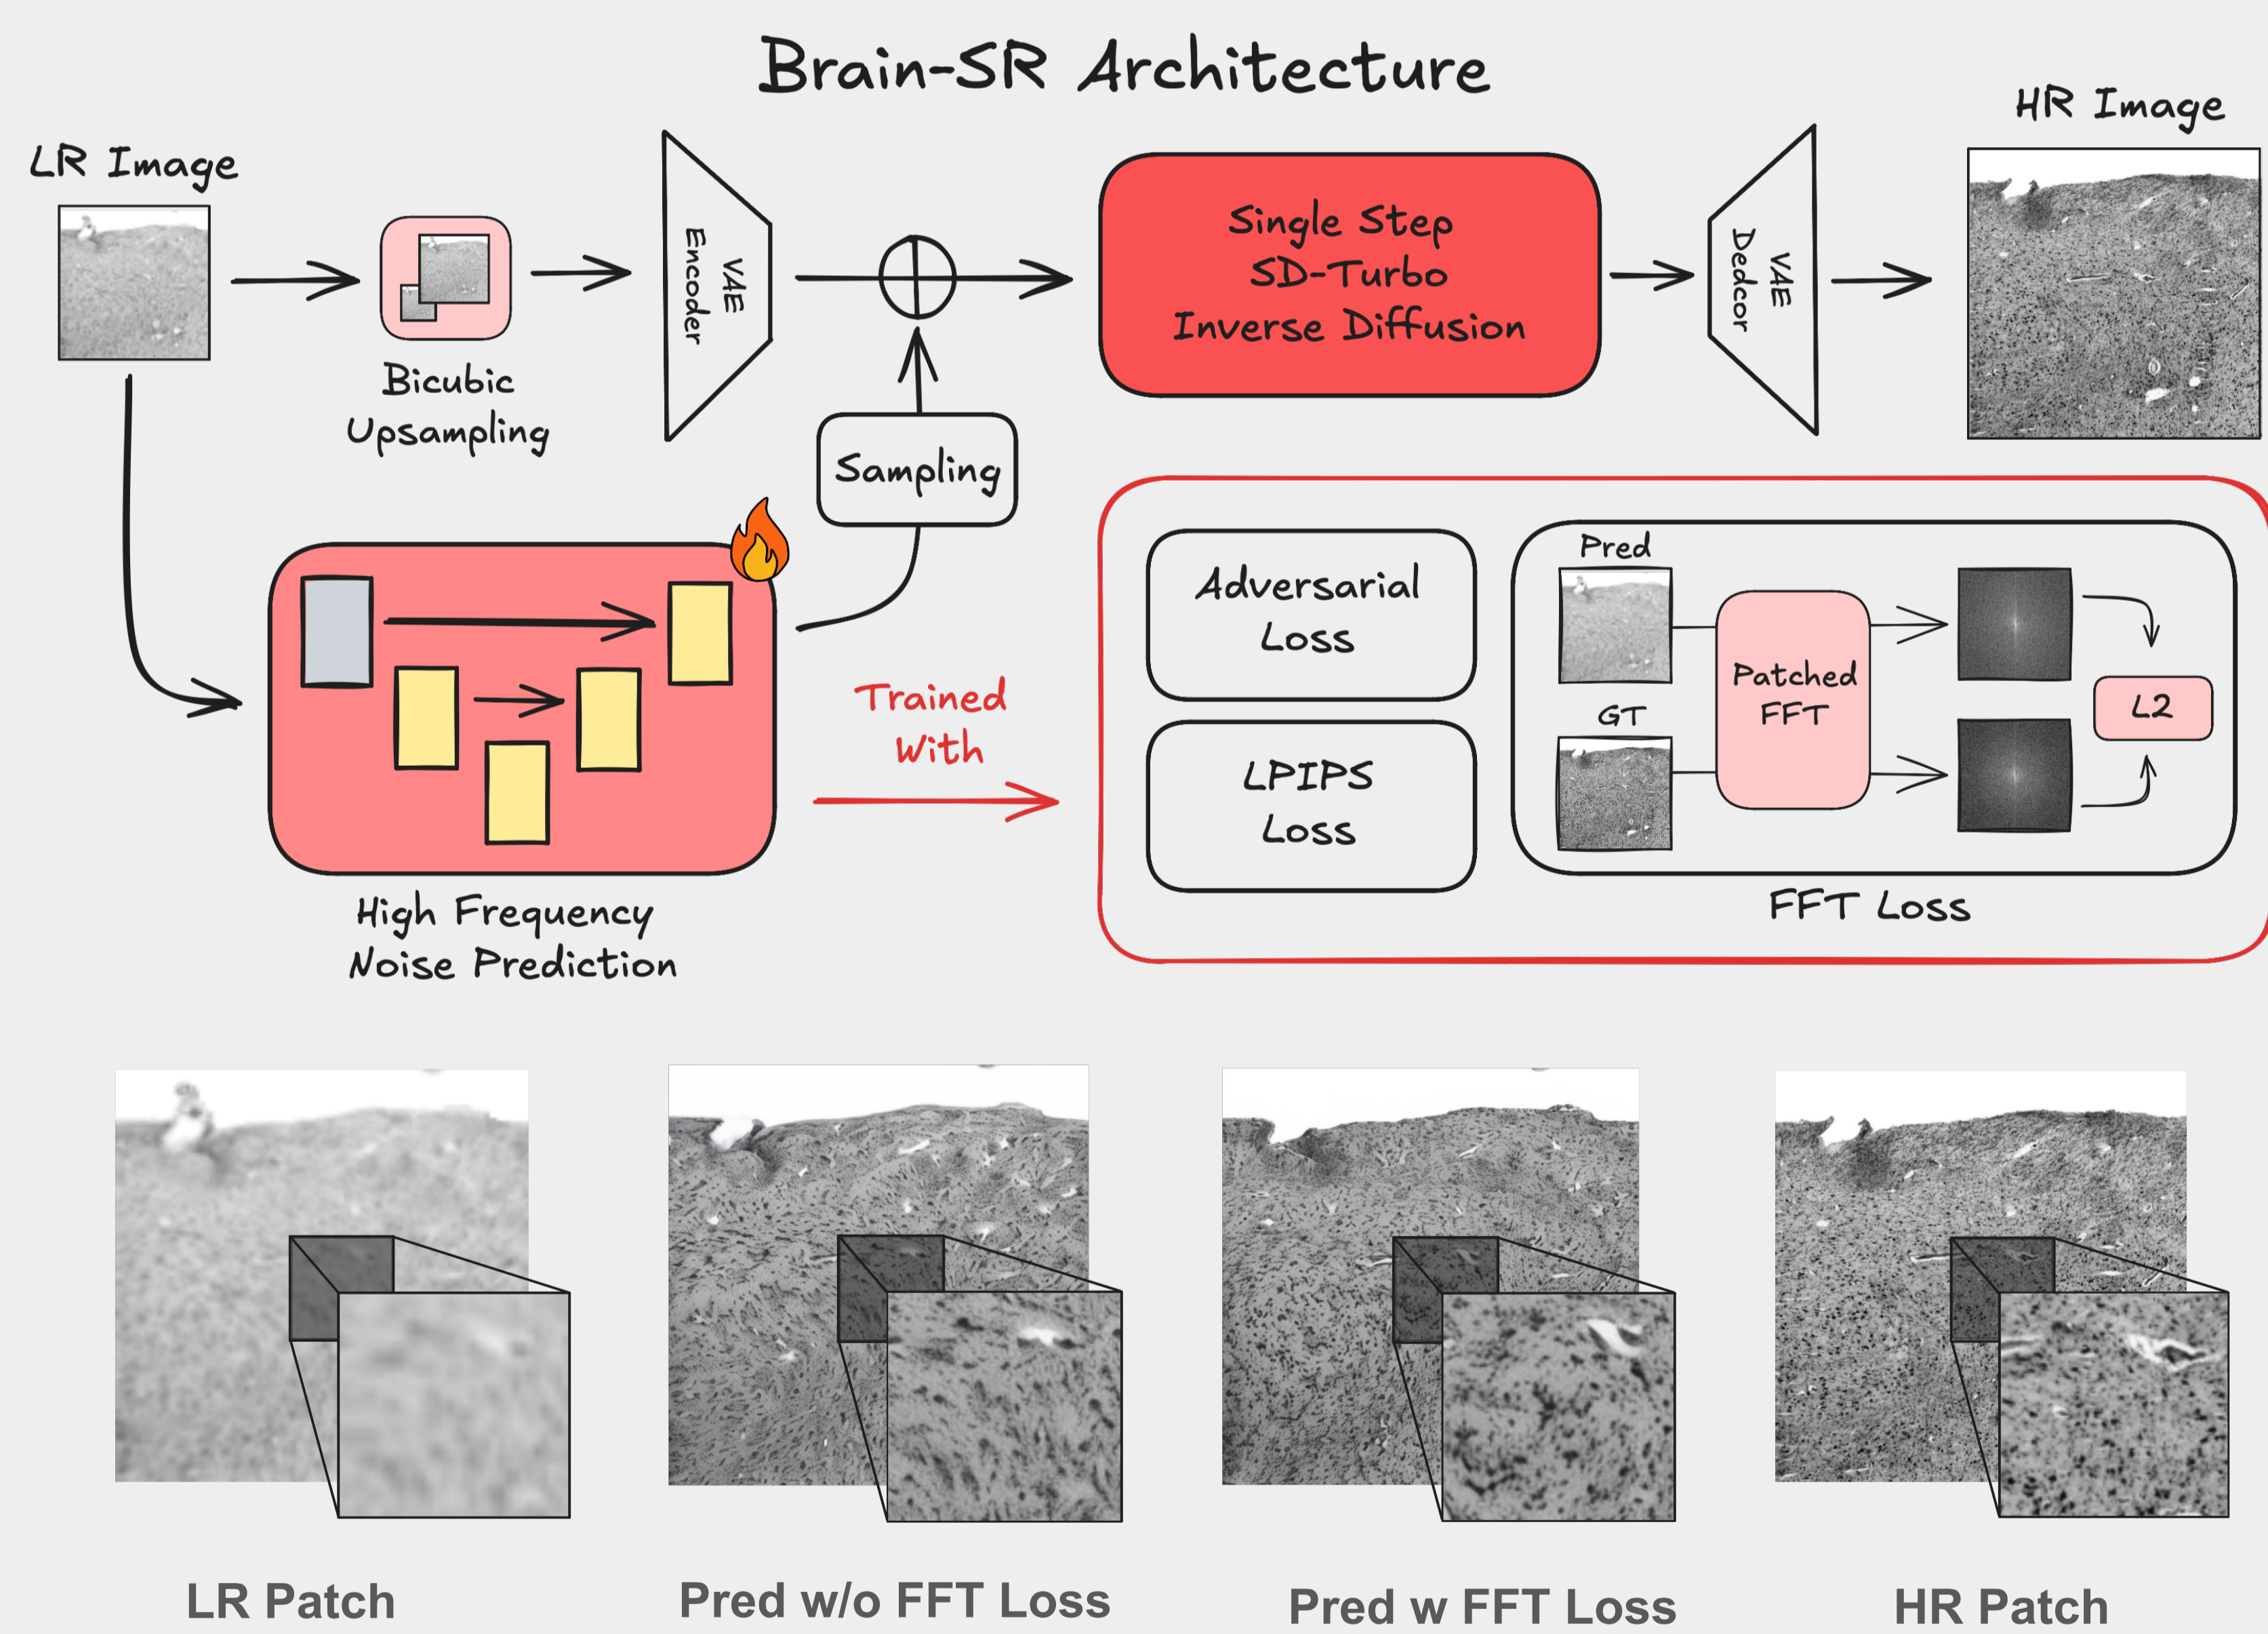 Brain-SR Architecture
LR Image
HR Image
Bicubic
Upsampling
VAE
Encoder
Sampling
Single Step
SD-Turbo
Inverse Diffusion
VAE
Dedcor
High Frequency
Noise Prediction
Trained
With
Adversarial
Loss
LPIPS
Loss
Pred
GT
Patched
FFT
L2
FFT Loss
LR Patch
Pred w/o FFT Loss
Pred w FFT Loss
HR Patch